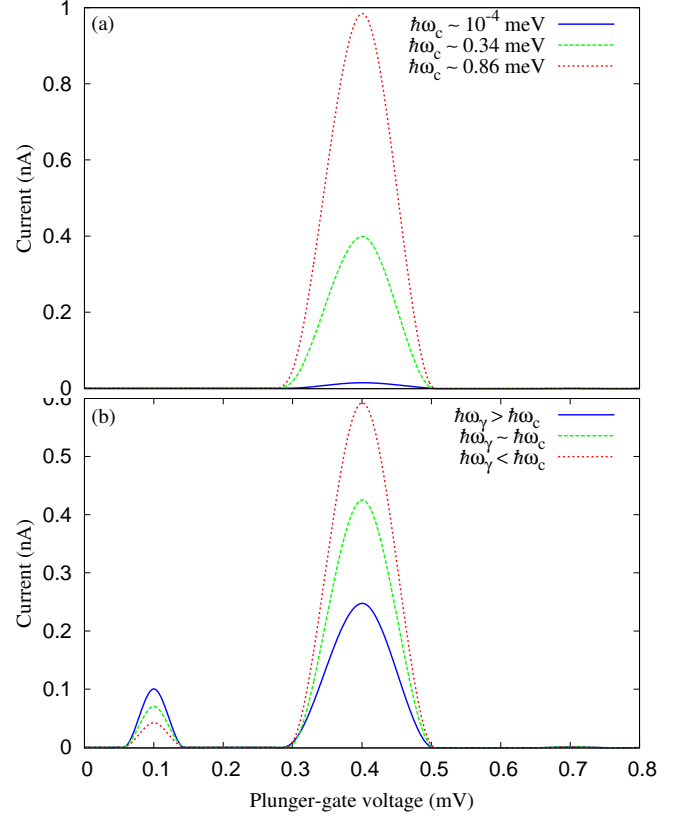 (a)
ħω_c ~ 10^-4 meV
ħω_c ~ 0.34 meV
ħω_c ~ 0.86 meV
1
0.8
0.6
0.4
0.2
0
Current (nA)
(b)
ħω_γ > ħω_c
ħω_γ ~ ħω_c
ħω_γ < ħω_c
0.6
0.5
0.4
0.3
0.2
0.1
0
Current (nA)
0 0.1 0.2 0.3 0.4 0.5 0.6 0.7 0.8
Plunger-gate voltage (mV)